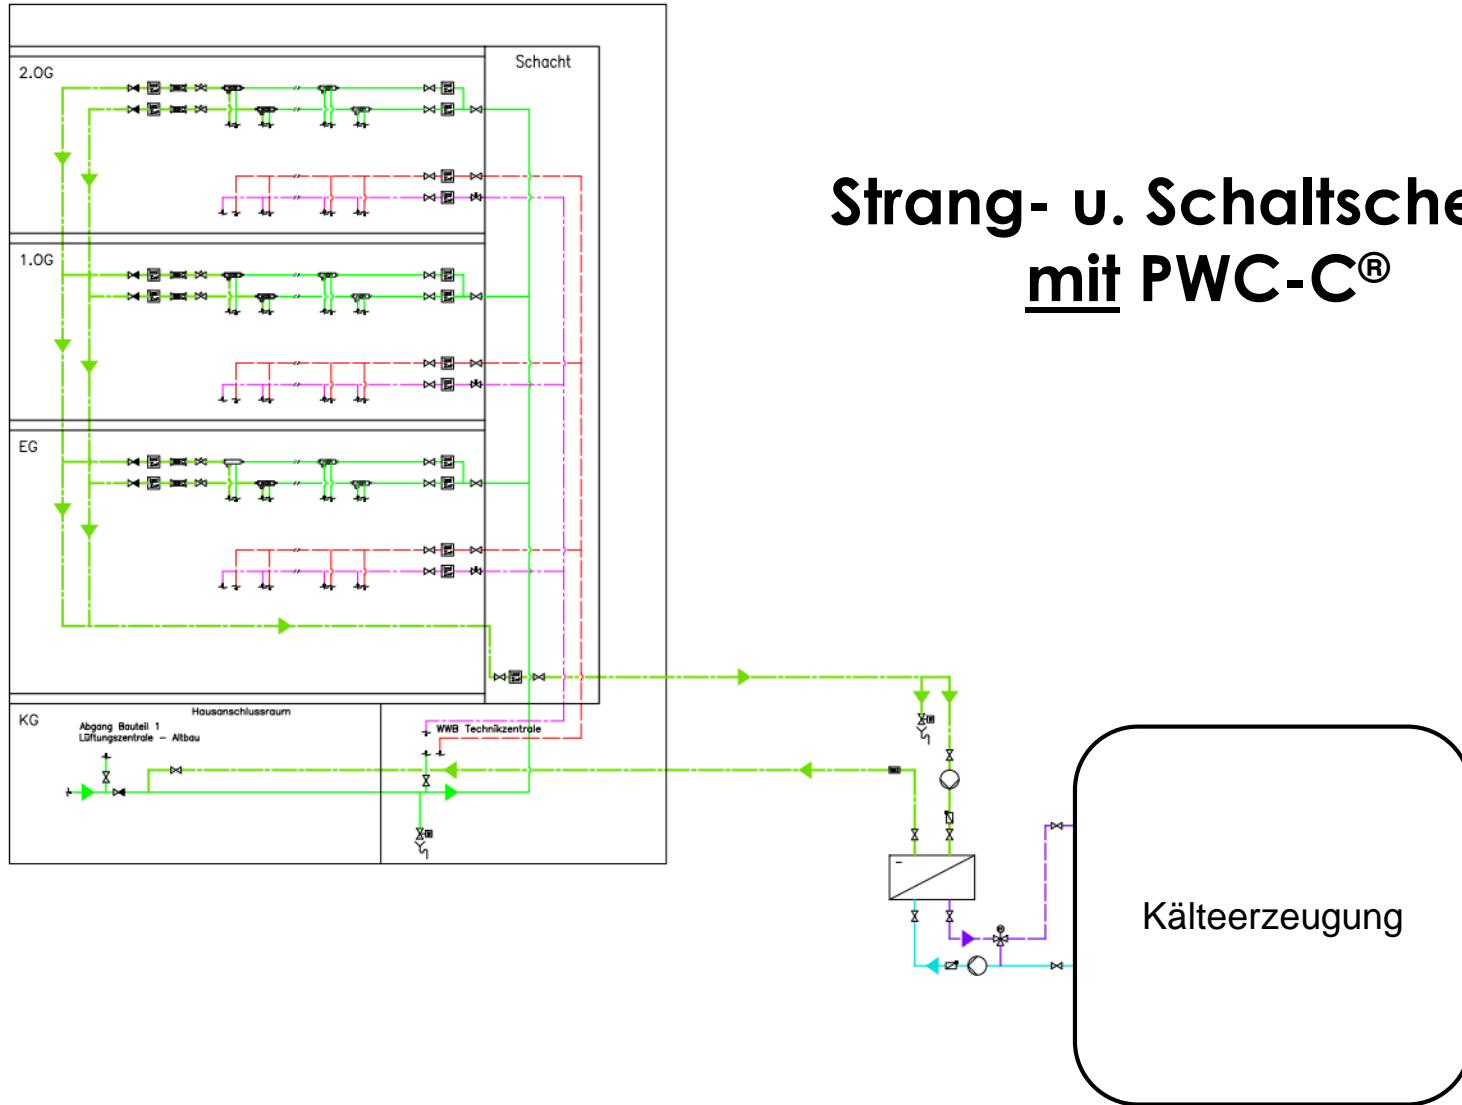 2.OG
Schacht
Strang- u. Schaltsche
mit PWC-C®
1.OG
EG
KG
Hausanschlussraum
Abgang Bauteil 1
Lüftungszentrale – Altbau
WWB Technikzentrale
Kälteerzeugung